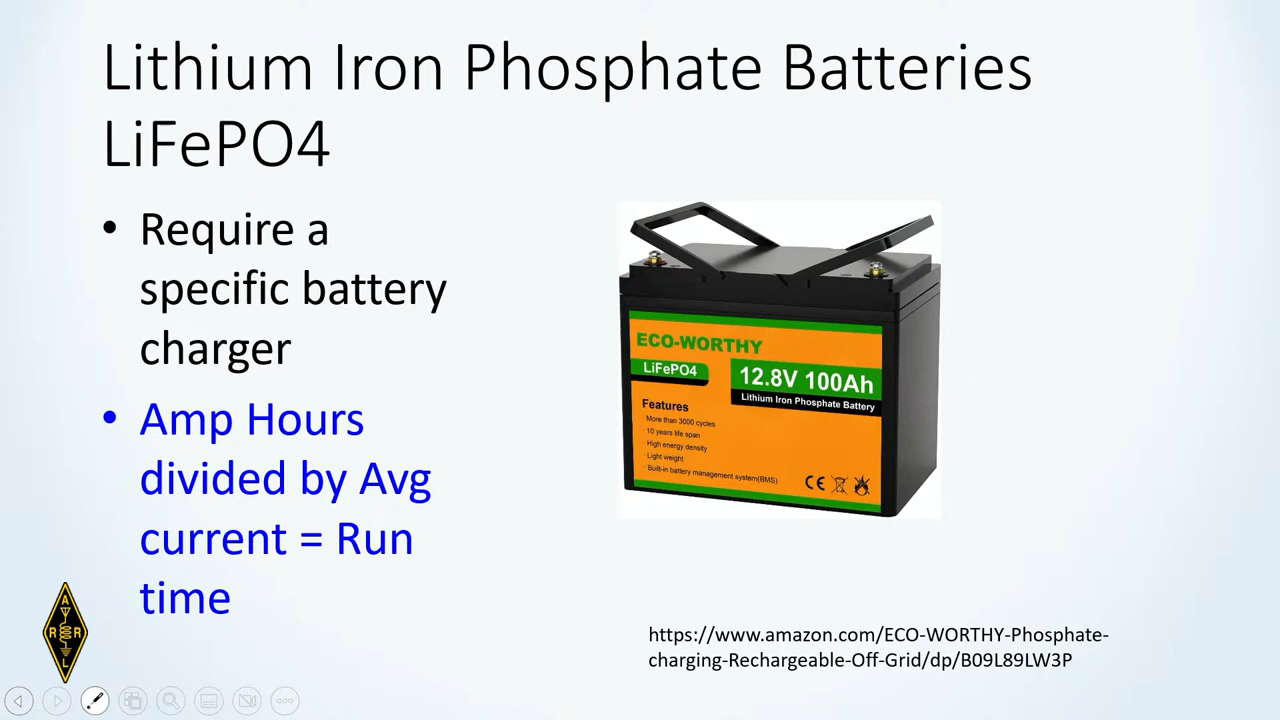 Lithium Iron Phosphate Batteries
LiFePO4
• Require a
specific battery
charger
• Amp Hours
divided by Avg
current = Run
time
ECO-WORTHY
LiFePO4
12.8V 100Ah
Lithium Iron Phosphate Battery
Features
· More than 3000 cycles
· 10 years life span
· High energy density
· Light weight
· Built-in battery management system(BMS)
CE
A
R R
L
https://www.amazon.com/ECO-WORTHY-Phosphate-
charging-Rechargeable-Off-Grid/dp/B09L89LW3P